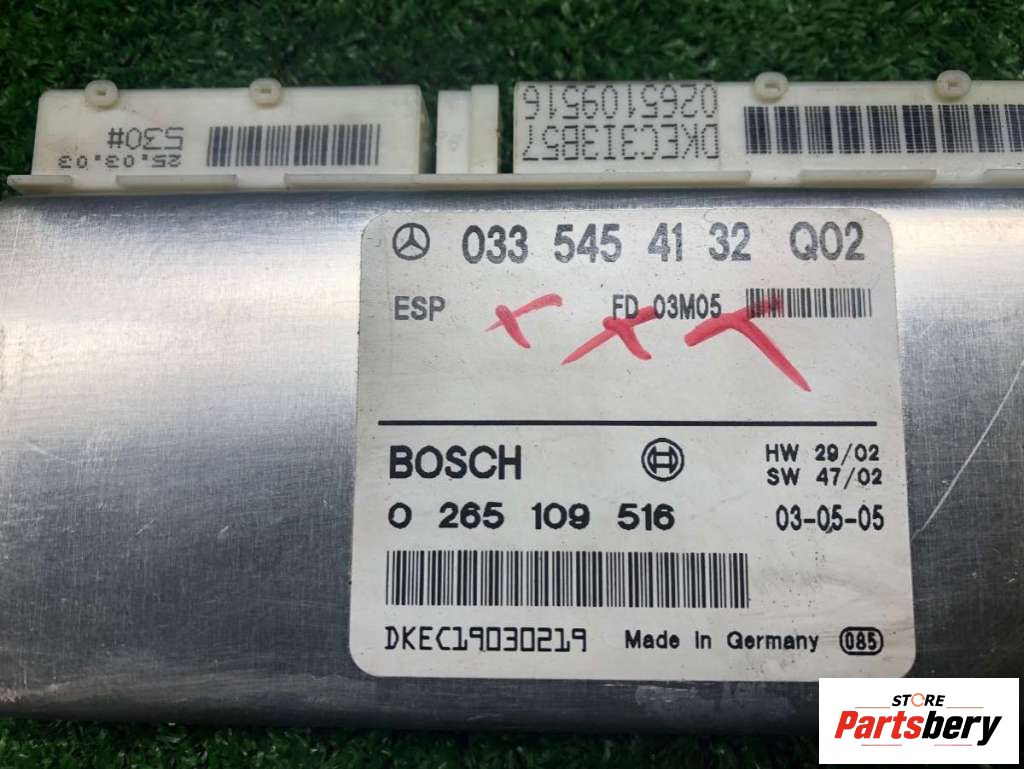 530#
25.03.03
0265109516
DKEC313B57
033 545 41 32 Q02
ESP FD 03M05
BOSCH
HW 29/02
SW 47/02
0 265 109 516 03-05-05
DKEC19030219 Made in Germany 085
STORE
Partsbery